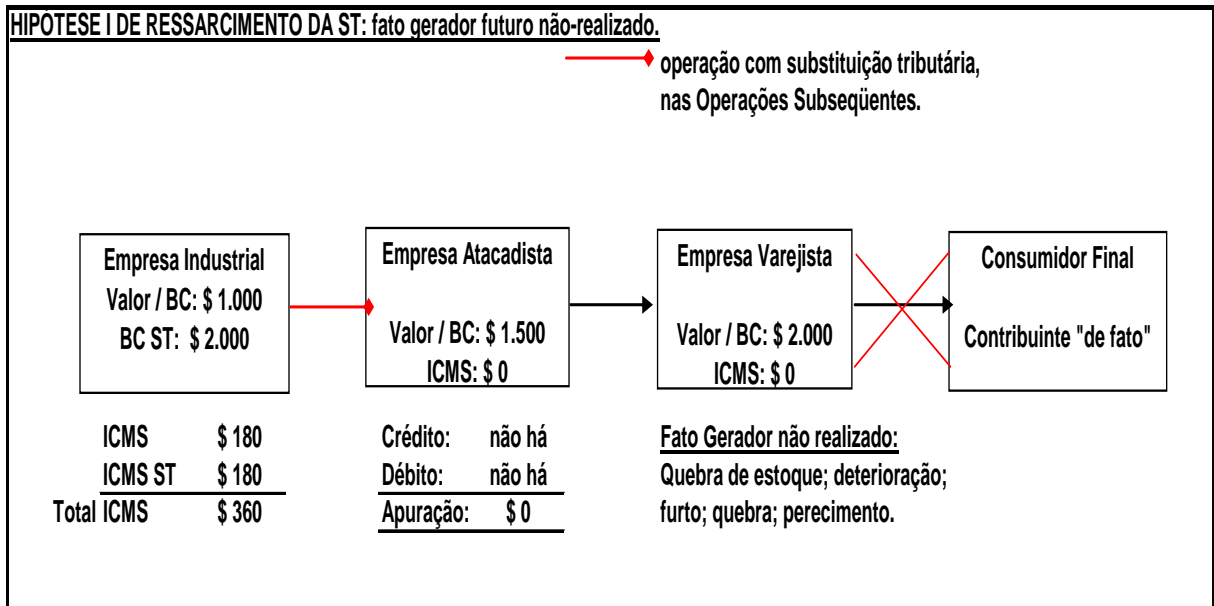 HIPÓTESE I DE RESSARCIMENTO DA ST: fato gerador futuro não-realizado.
operação com substituição tributária,
nas Operações Subseqüentes.
Empresa Industrial
Valor / BC: $ 1.000
BC ST: $ 2.000
Empresa Atacadista
Valor / BC: $ 1.500
ICMS: $ 0
Empresa Varejista
Valor / BC: $ 2.000
ICMS: $ 0
Consumidor Final
Contribuinte "de fato"
ICMS $ 180
ICMS ST $ 180
Total ICMS $ 360
Crédito: não há
Débito: não há
Apuração: $ 0
Fato Gerador não realizado:
Quebra de estoque; deterioração;
furto; quebra; perecimento.